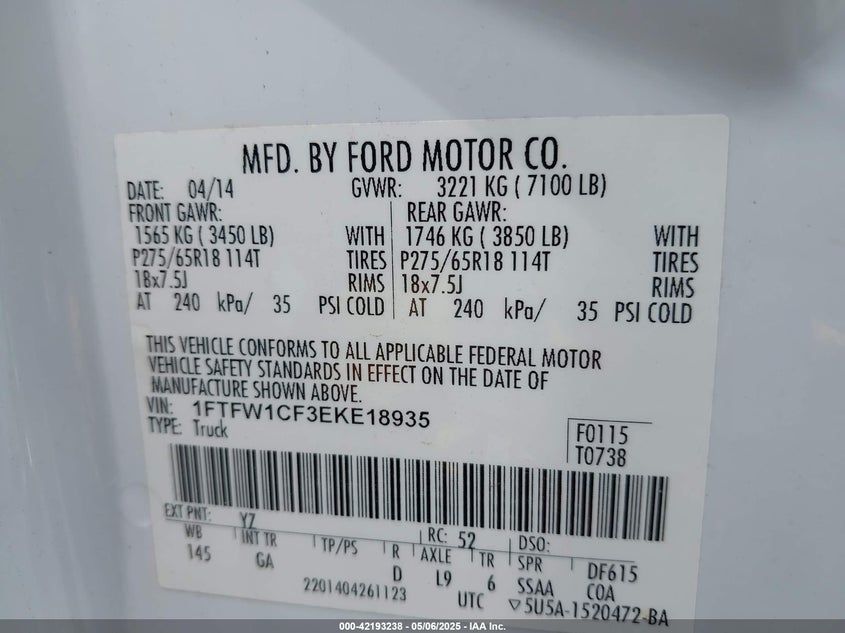 MFD. BY FORD MOTOR CO.
DATE: 04/14 GVWR: 3221 KG ( 7100 LB)
FRONT GAWR: REAR GAWR:
1565 KG ( 3450 LB) WITH 1746 KG ( 3850 LB) WITH
P275/65R18 114T TIRES P275/65R18 114T TIRES
18x7.5J RIMS 18x7.5J RIMS
AT 240 kPa/ 35 PSI COLD AT 240 kPa/ 35 PSI COLD
THIS VEHICLE CONFORMS TO ALL APPLICABLE FEDERAL MOTOR
VEHICLE SAFETY STANDARDS IN EFFECT ON THE DATE OF
MANUFACTURE SHOWN ABOVE.
VIN: 1FTFW1CF3EKE18935
TYPE: Truck
F0115
T0738
EXT PNT: YZ RC: 52 DSO:
WB INT TR TP/PS R AXLE TR SPR DF615
145 GA D L9 6 SSAA COA
2201404261123 UTC ▽5U5A-1520472-BA
000-42193238 - 05/06/2025 - IAA Inc.